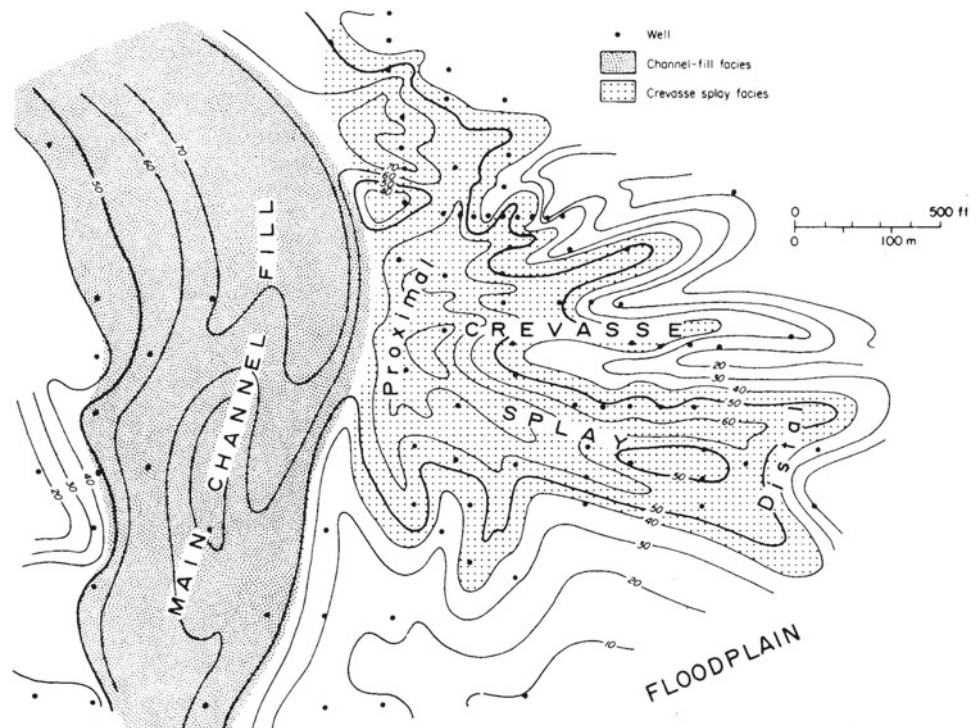 Well
Channel-fill facies
Crevasse splay facies
0 500 ft
0 100 m
MAIN CHANNEL FILL
Proximal
CREVASSE
SPLAY
Distal
FLOODPLAIN
50
60
70
70
20
30
40
20
30
40
50
60
50
50
40
30
20
10